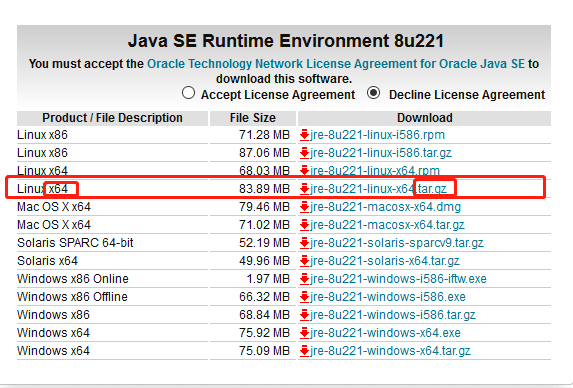 Java SE Runtime Environment 8u221
You must accept the Oracle Technology Network License Agreement for Oracle Java SE to
download this software.
Accept License Agreement Decline License Agreement
Product / File Description File Size Download
Linux x86 71.28 MB jre-8u221-linux-i586.rpm
Linux x86 87.06 MB jre-8u221-linux-i586.tar.gz
Linux x64 68.03 MB jre-8u221-linux-x64.rpm
Linux x64 83.89 MB jre-8u221-linux-x64.tar.gz
Mac OS X x64 79.46 MB jre-8u221-macosx-x64.dmg
Mac OS X x64 71.02 MB jre-8u221-macosx-x64.tar.gz
Solaris SPARC 64-bit 52.19 MB jre-8u221-solaris-sparcv9.tar.gz
Solaris x64 49.96 MB jre-8u221-solaris-x64.tar.gz
Windows x86 Online 1.97 MB jre-8u221-windows-i586-iftw.exe
Windows x86 Offline 66.32 MB jre-8u221-windows-i586.exe
Windows x86 68.84 MB jre-8u221-windows-i586.tar.gz
Windows x64 75.92 MB jre-8u221-windows-x64.exe
Windows x64 75.09 MB jre-8u221-windows-x64.tar.gz